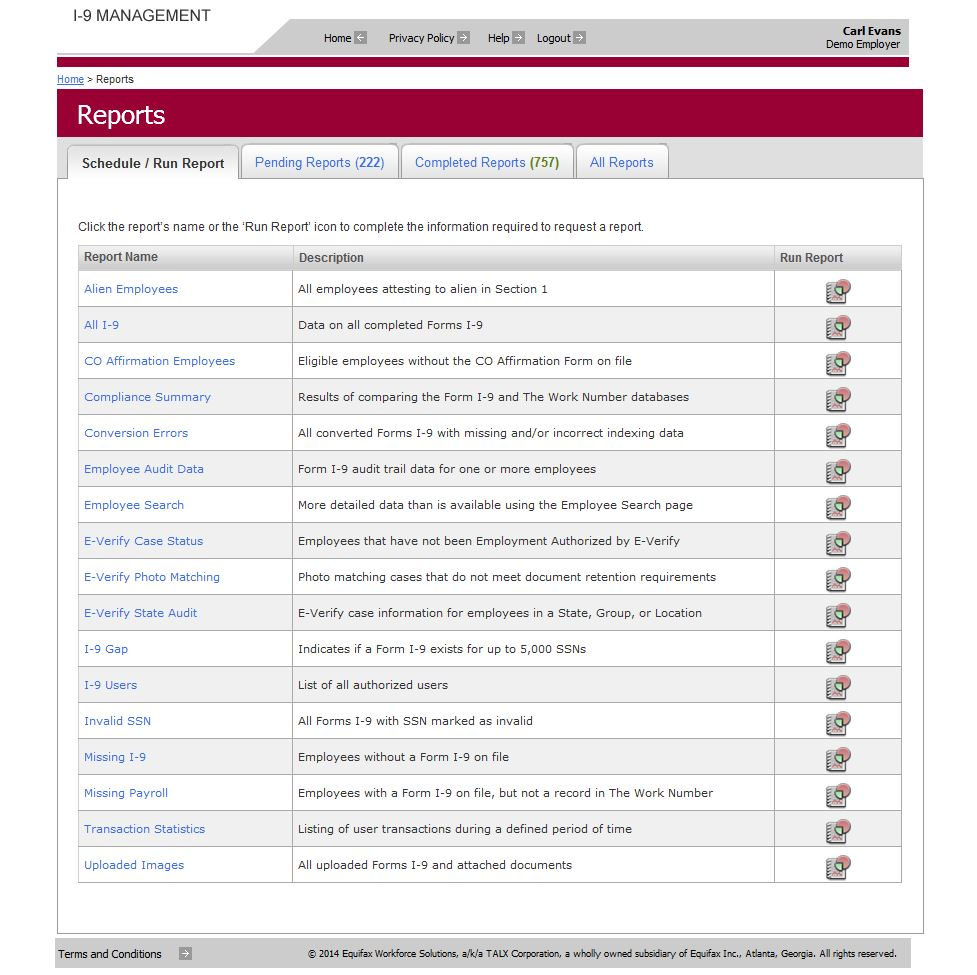 I-9 MANAGEMENT
Home Privacy Policy Help Logout
Carl Evans
Demo Employer
Home > Reports
Reports
Schedule / Run Report Pending Reports (222) Completed Reports (757) All Reports
Click the report's name or the ‘Run Report’ icon to complete the information required to request a report.
Report Name Description Run Report
Alien Employees All employees attesting to alien in Section 1
All I-9 Data on all completed Forms I-9
CO Affirmation Employees Eligible employees without the CO Affirmation Form on file
Compliance Summary Results of comparing the Form I-9 and The Work Number databases
Conversion Errors All converted Forms I-9 with missing and/or incorrect indexing data
Employee Audit Data Form I-9 audit trail data for one or more employees
Employee Search More detailed data than is available using the Employee Search page
E-Verify Case Status Employees that have not been Employment Authorized by E-Verify
E-Verify Photo Matching Photo matching cases that do not meet document retention requirements
E-Verify State Audit E-Verify case information for employees in a State, Group, or Location
I-9 Gap Indicates if a Form I-9 exists for up to 5,000 SSNs
I-9 Users List of all authorized users
Invalid SSN All Forms I-9 with SSN marked as invalid
Missing I-9 Employees without a Form I-9 on file
Missing Payroll Employees with a Form I-9 on file, but not a record in The Work Number
Transaction Statistics Listing of user transactions during a defined period of time
Uploaded Images All uploaded Forms I-9 and attached documents
Terms and Conditions © 2014 Equifax Workforce Solutions, a/k/a TALX Corporation, a wholly owned subsidiary of Equifax Inc., Atlanta, Georgia. All rights reserved.